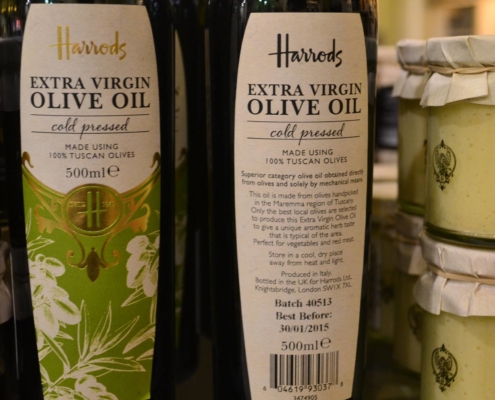 Harrods
EXTRA VIRGIN
OLIVE OIL
cold pressed
MADE USING
100% TUSCAN OLIVES
500ml℮
H
Harrods
EXTRA VIRGIN
OLIVE OIL
cold pressed
MADE USING
100% TUSCAN OLIVES
Superior category olive oil obtained directly
from olives and solely by mechanical means.
This oil is made from olives handpicked
in the Maremma region of Tuscany.
Only the best local olives are selected
to produce this Extra Virgin Olive Oil
to give a unique aromatic herb taste
that is typical of the area.
Perfect for vegetables and red meat.
Store in a cool, dry place
away from heat and light.
Produced in Italy.
Bottled in the UK for Harrods Ltd,
Knightsbridge, London SW1X 7XL
Batch 40513
Best Before:
30/01/2015
500ml℮
04619 93037
5474905